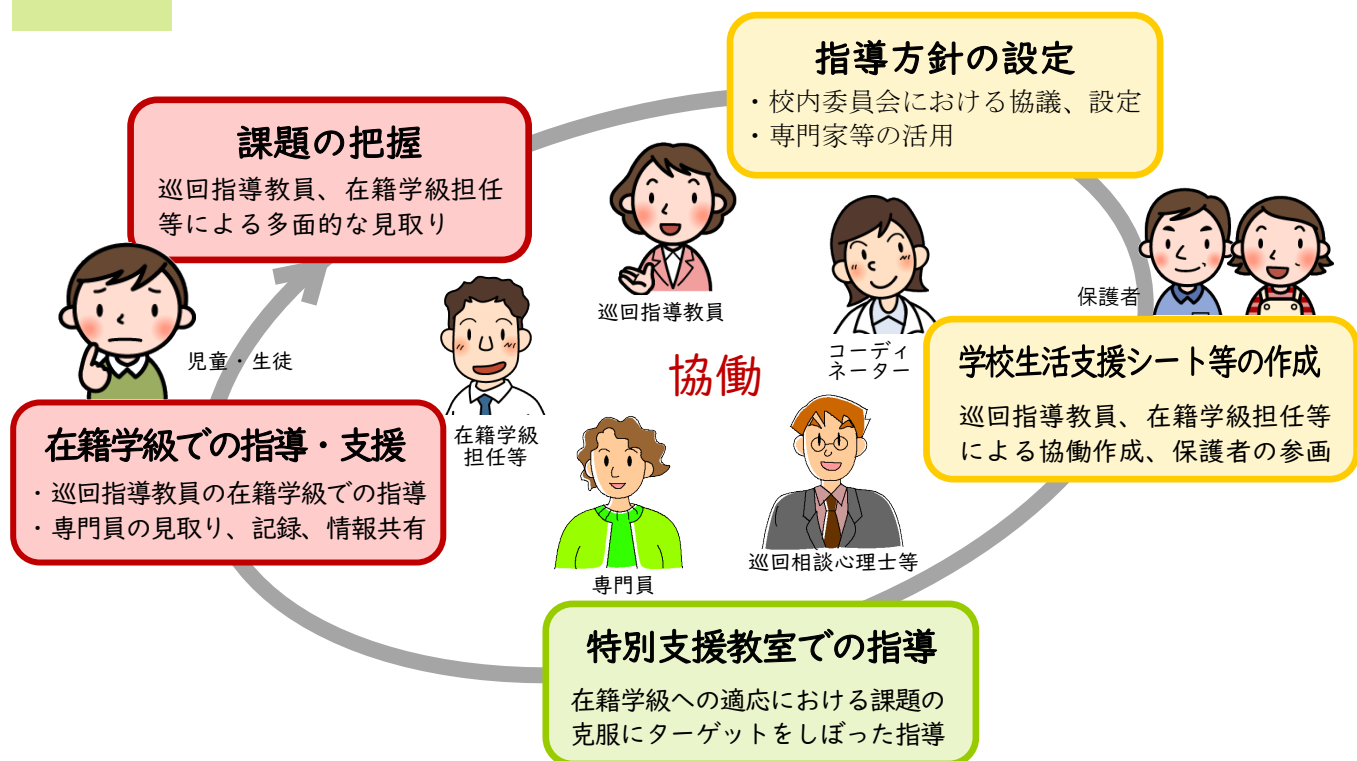 指導方針の設定
・校内委員会における協議、設定
・専門家等の活用
課題の把握
巡回指導教員、在籍学級担任
等による多面的な見取り
巡回指導教員
保護者
児童・生徒
コーディ
ネーター
協働
学校生活支援シート等の作成
巡回指導教員、在籍学級担任等
による協働作成、保護者の参画
在籍学級
担任等
在籍学級での指導・支援
・巡回指導教員の在籍学級での指導
・専門員の見取り、記録、情報共有
巡回相談心理士等
専門員
特別支援教室での指導
在籍学級への適応における課題の
克服にターゲットをしぼった指導